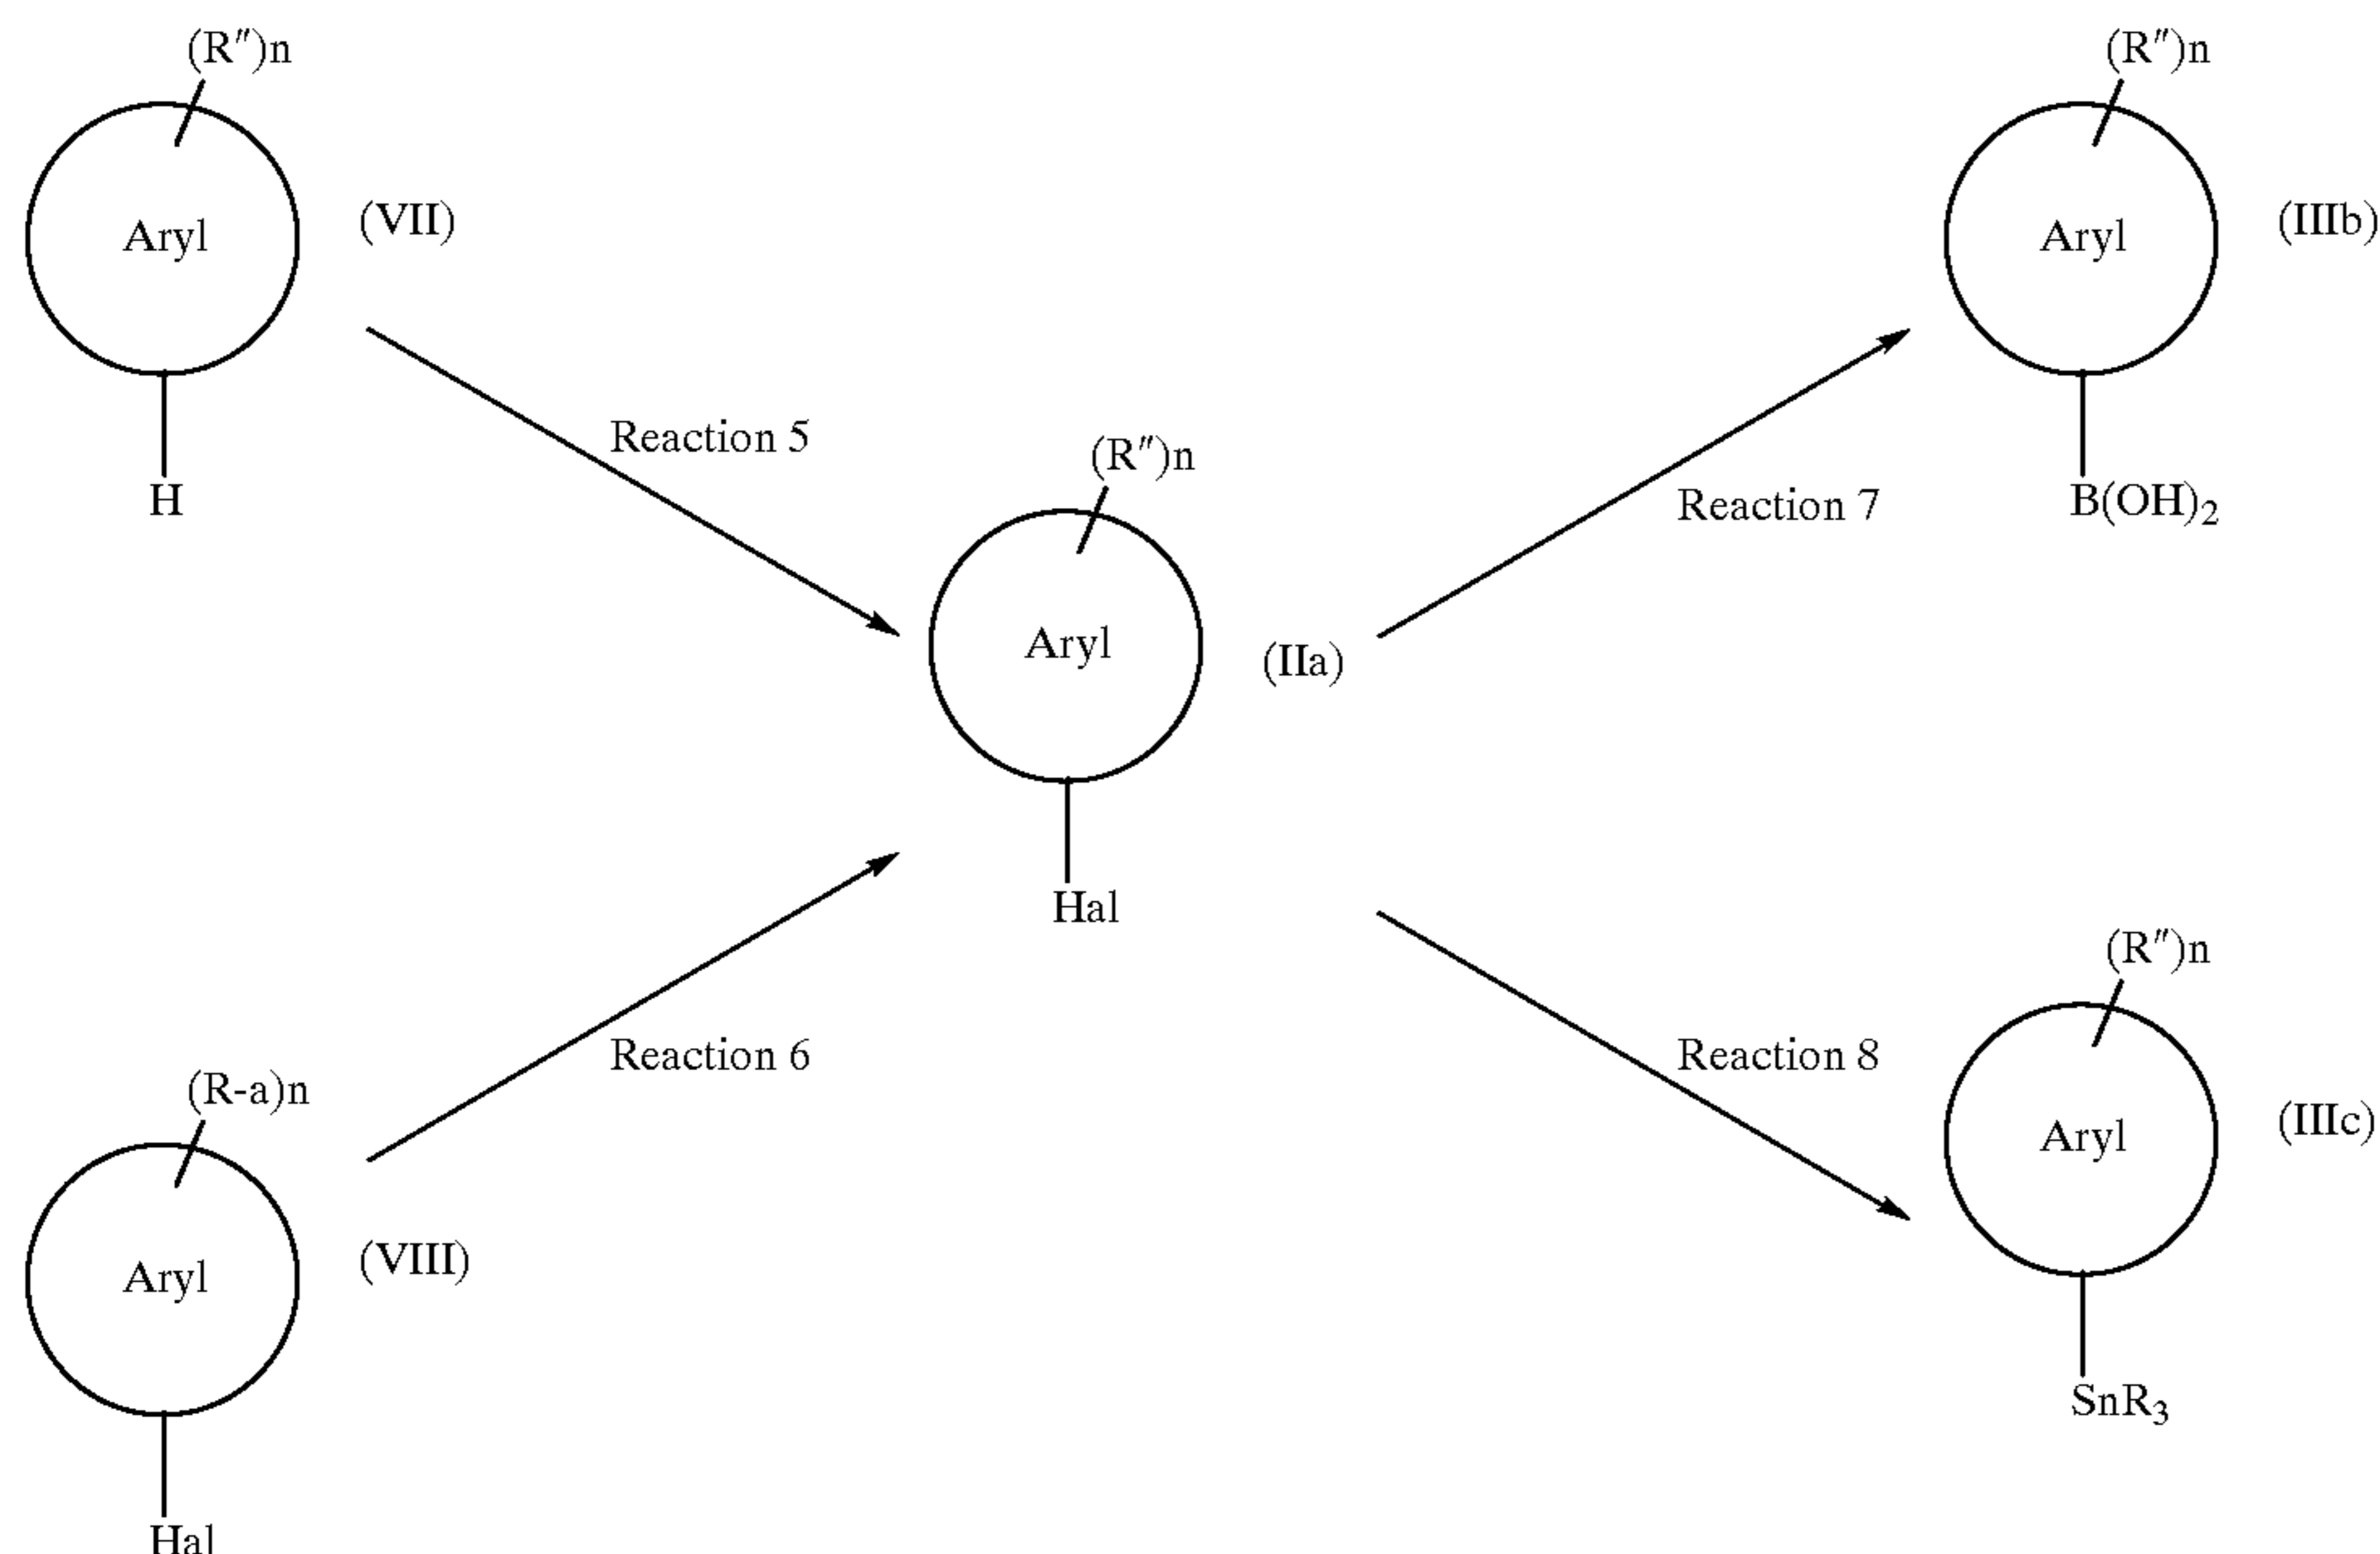 (R″)n
Aryl
(VII)
H
Reaction 5
(R″)n
Aryl
(IIa)
Hal
(R-a)n
Aryl
(VIII)
Hal
Reaction 6
(R″)n
Aryl
(IIIb)
B(OH)₂
Reaction 7
(R″)n
Aryl
(IIIc)
SnR₃
Reaction 8